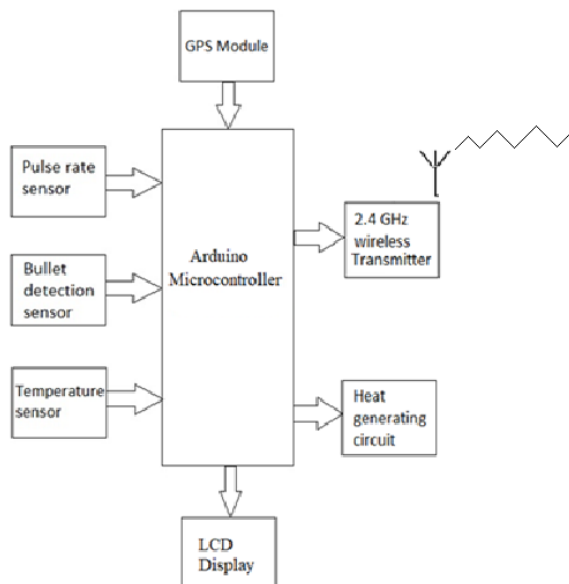 GPS Module
Pulse rate
sensor
Bullet
detection
sensor
Temperature
sensor
Arduino
Microcontroller
2.4 GHz
wireless
Transmitter
Heat
generating
circuit
LCD
Display